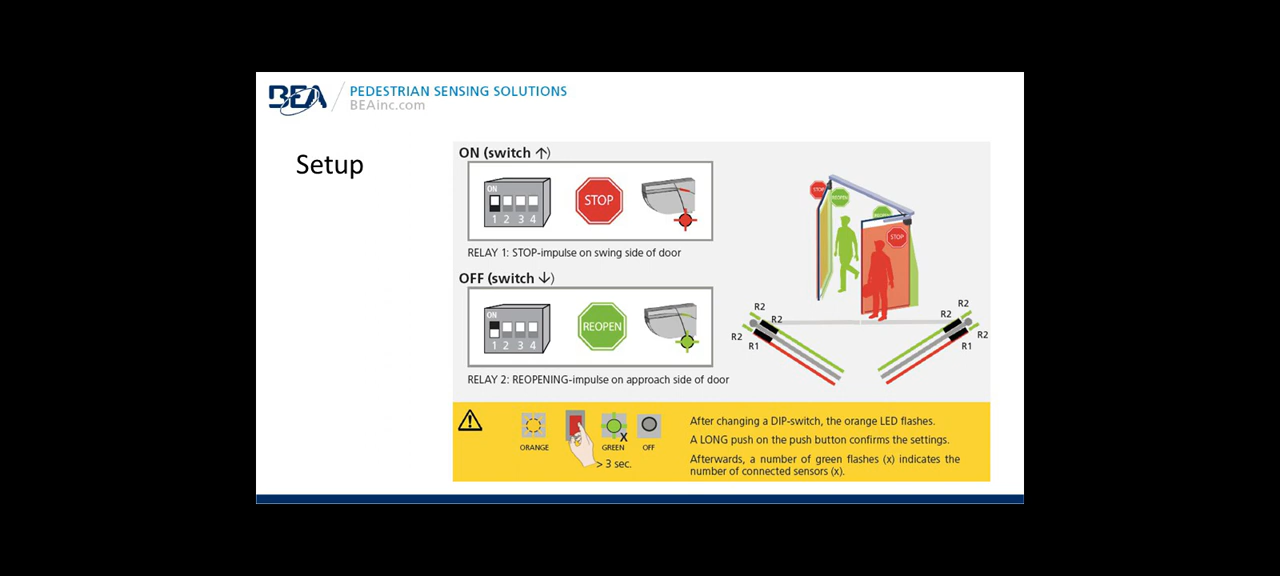 BEA
PEDESTRIAN SENSING SOLUTIONS
BEAinc.com
Setup
ON (switch ↑)
ON
1 2 3 4
STOP
RELAY 1: STOP-impulse on swing side of door
OFF (switch ↓)
ON
1 2 3 4
REOPEN
RELAY 2: REOPENING-impulse on approach side of door
STOP
REOPEN
STOP
R2
R2
R2
R1
R2
R2
R2
R1
ORANGE
X
GREEN
OFF
> 3 sec.
After changing a DIP-switch, the orange LED flashes.
A LONG push on the push button confirms the settings.
Afterwards, a number of green flashes (x) indicates the
number of connected sensors (x).